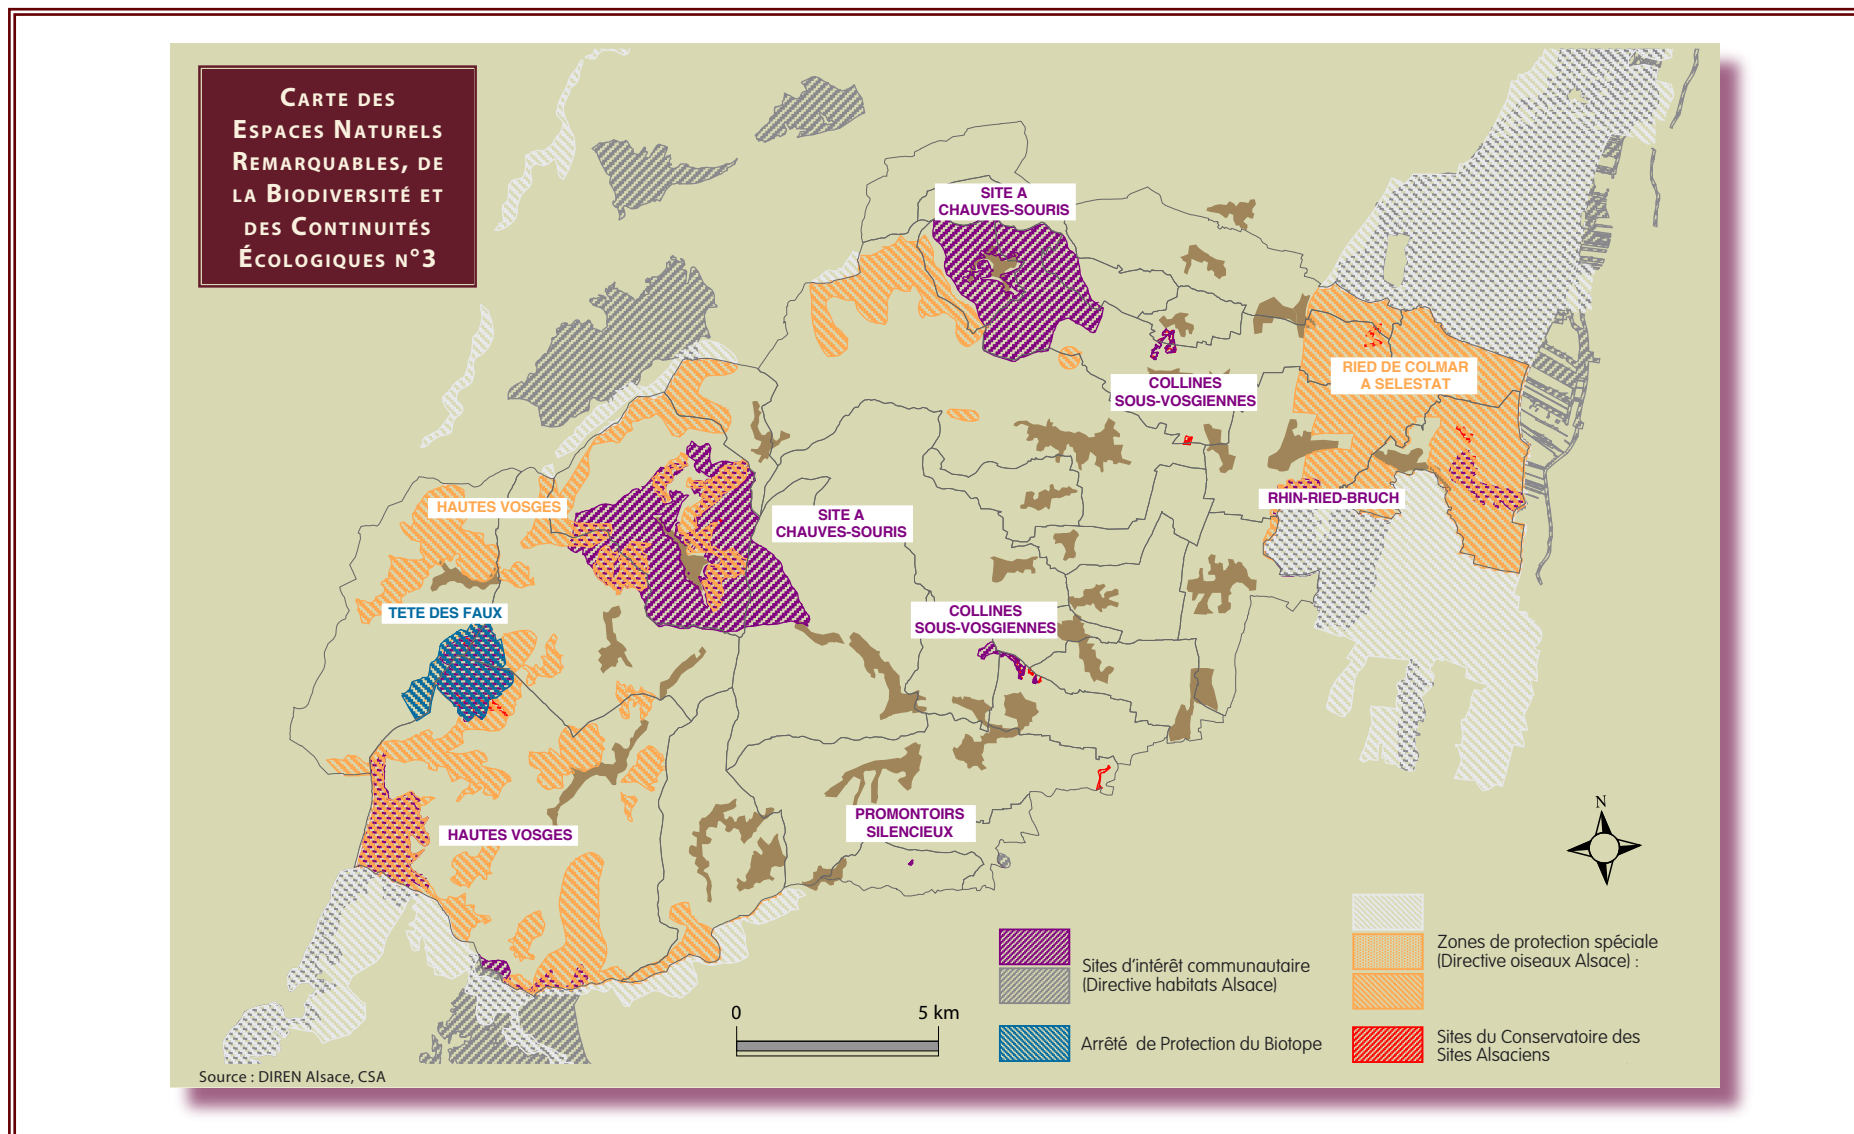 CARTE DES
ESPACES NATURELS
REMARQUABLES, DE
LA BIODIVERSITÉ ET
DES CONTINUITÉS
ÉCOLOGIQUES N°3
SITE A
CHAUVES-SOURIS
RIED DE COLMAR
A SELESTAT
COLLINES
SOUS-VOSGIENNES
RHIN-RIED-BRUCH
HAUTES VOSGES
SITE A
CHAUVES-SOURIS
TETE DES FAUX
COLLINES
SOUS-VOSGIENNES
PROMONTOIRS
SILENCIEUX
HAUTES VOSGES
N
Sites d'intérêt communautaire
(Directive habitats Alsace)
Arrêté de Protection du Biotope
Zones de protection spéciale
(Directive oiseaux Alsace) :
Sites du Conservatoire des
Sites Alsaciens
0 5 km
Source : DIREN Alsace, CSA